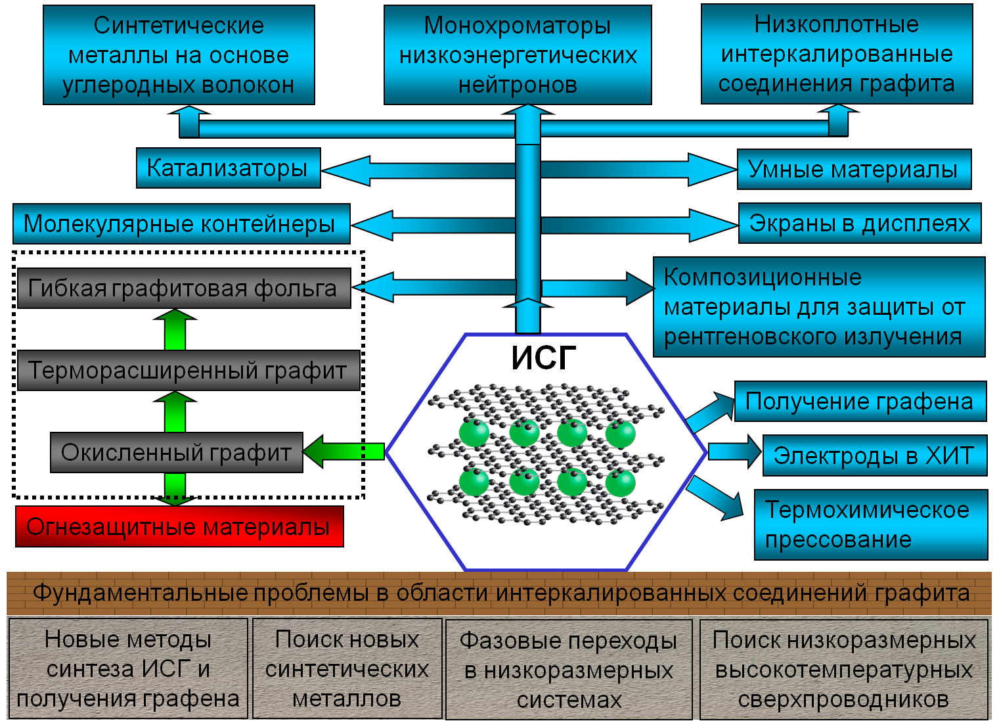 Синтетические
металлы на основе
углеродных волокон
Монохроматоры
низкоэнергетических
нейтронов
Низкоплотные
интеркалированные
соединения графита
Катализаторы
Умные материалы
Молекулярные контейнеры
Экраны в дисплеях
Гибкая графитовая фольга
Композиционные
материалы для защиты от
рентгеновского излучения
Терморасширенный графит
ИСГ
Получение графена
Окисленный графит
Электроды в ХИТ
Огнезащитные материалы
Термохимическое
прессование
Фундаментальные проблемы в области интеркалированных соединений графита
Новые методы
синтеза ИСГ и
получения графена
Поиск новых
синтетических
металлов
Фазовые переходы
в низкоразмерных
системах
Поиск низкоразмерных
высокотемпературных
сверхпроводников